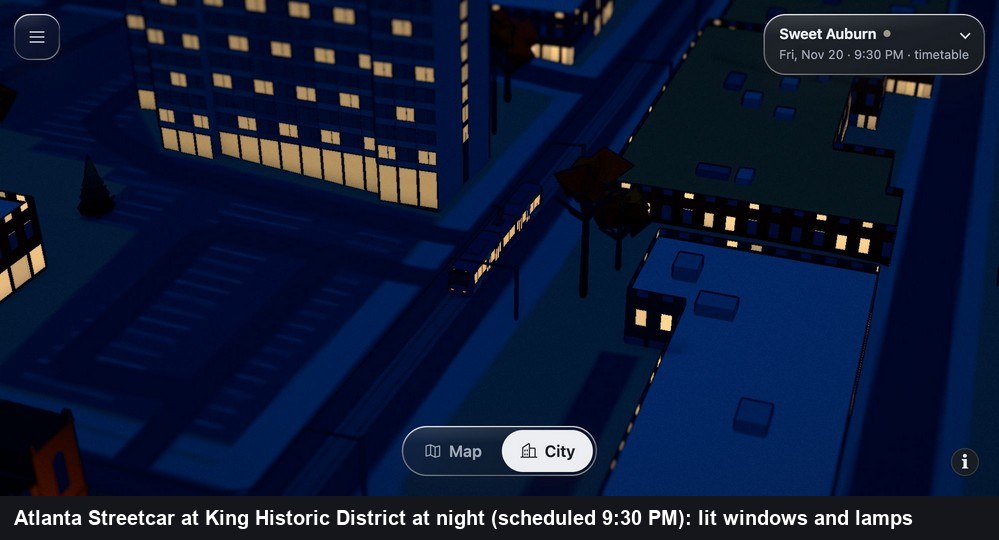 Sweet Auburn
Fri, Nov 20 · 9:30 PM · timetable
Map
City
i
Atlanta Streetcar at King Historic District at night (scheduled 9:30 PM): lit windows and lamps